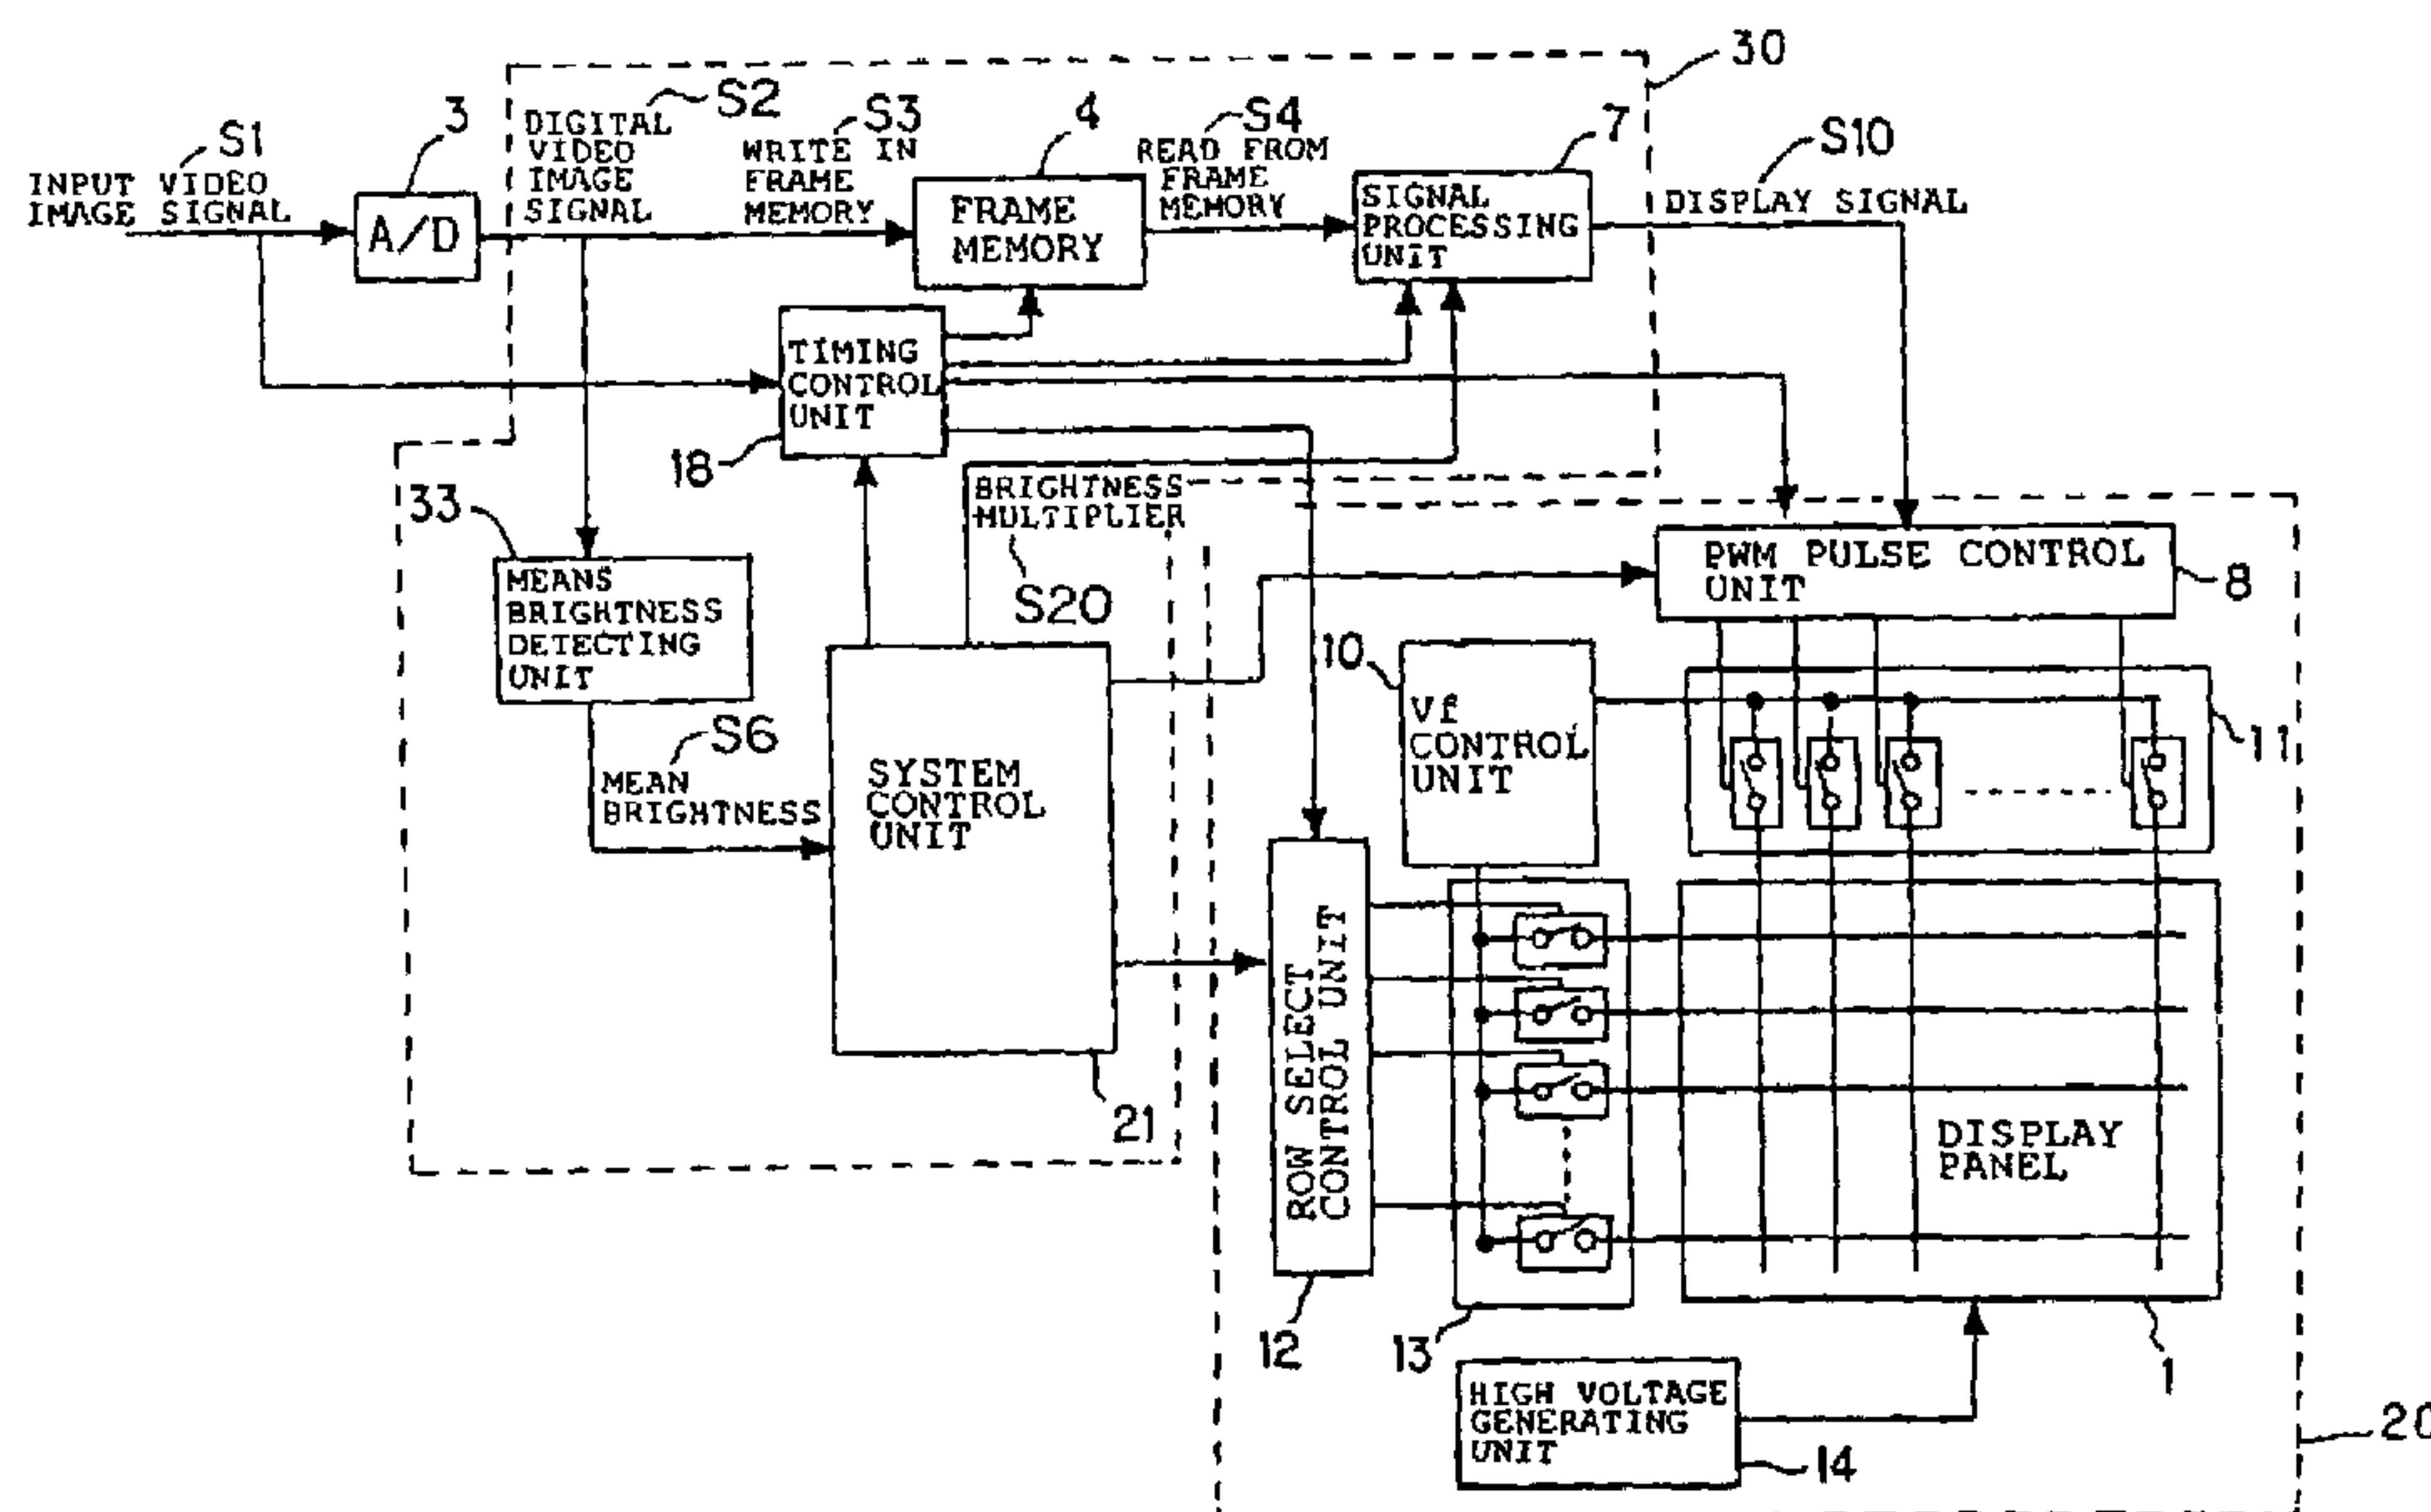 30
S2
S3
4
S4
7
S10
S1
3
DIGITAL
VIDEO
IMAGE
SIGNAL
WRITE IN
FRAME
MEMORY
READ FROM
FRAME
MEMORY
INPUT VIDEO
IMAGE SIGNAL
A/D
FRAME
MEMORY
SIGNAL
PROCESSING
UNIT
DISPLAY SIGNAL
TIMING
CONTROL
UNIT
18
BRIGHTNESS
MULTIPLIER
S20
33
MEANS
BRIGHTNESS
DETECTING
UNIT
PWM PULSE CONTROL
UNIT
8
10
Vf
CONTROL
UNIT
11
S6
MEAN
BRIGHTNESS
SYSTEM
CONTROL
UNIT
21
ROW SELECT
CONTROL UNIT
DISPLAY
PANEL
12
13
1
HIGH VOLTAGE
GENERATING
UNIT
14
20